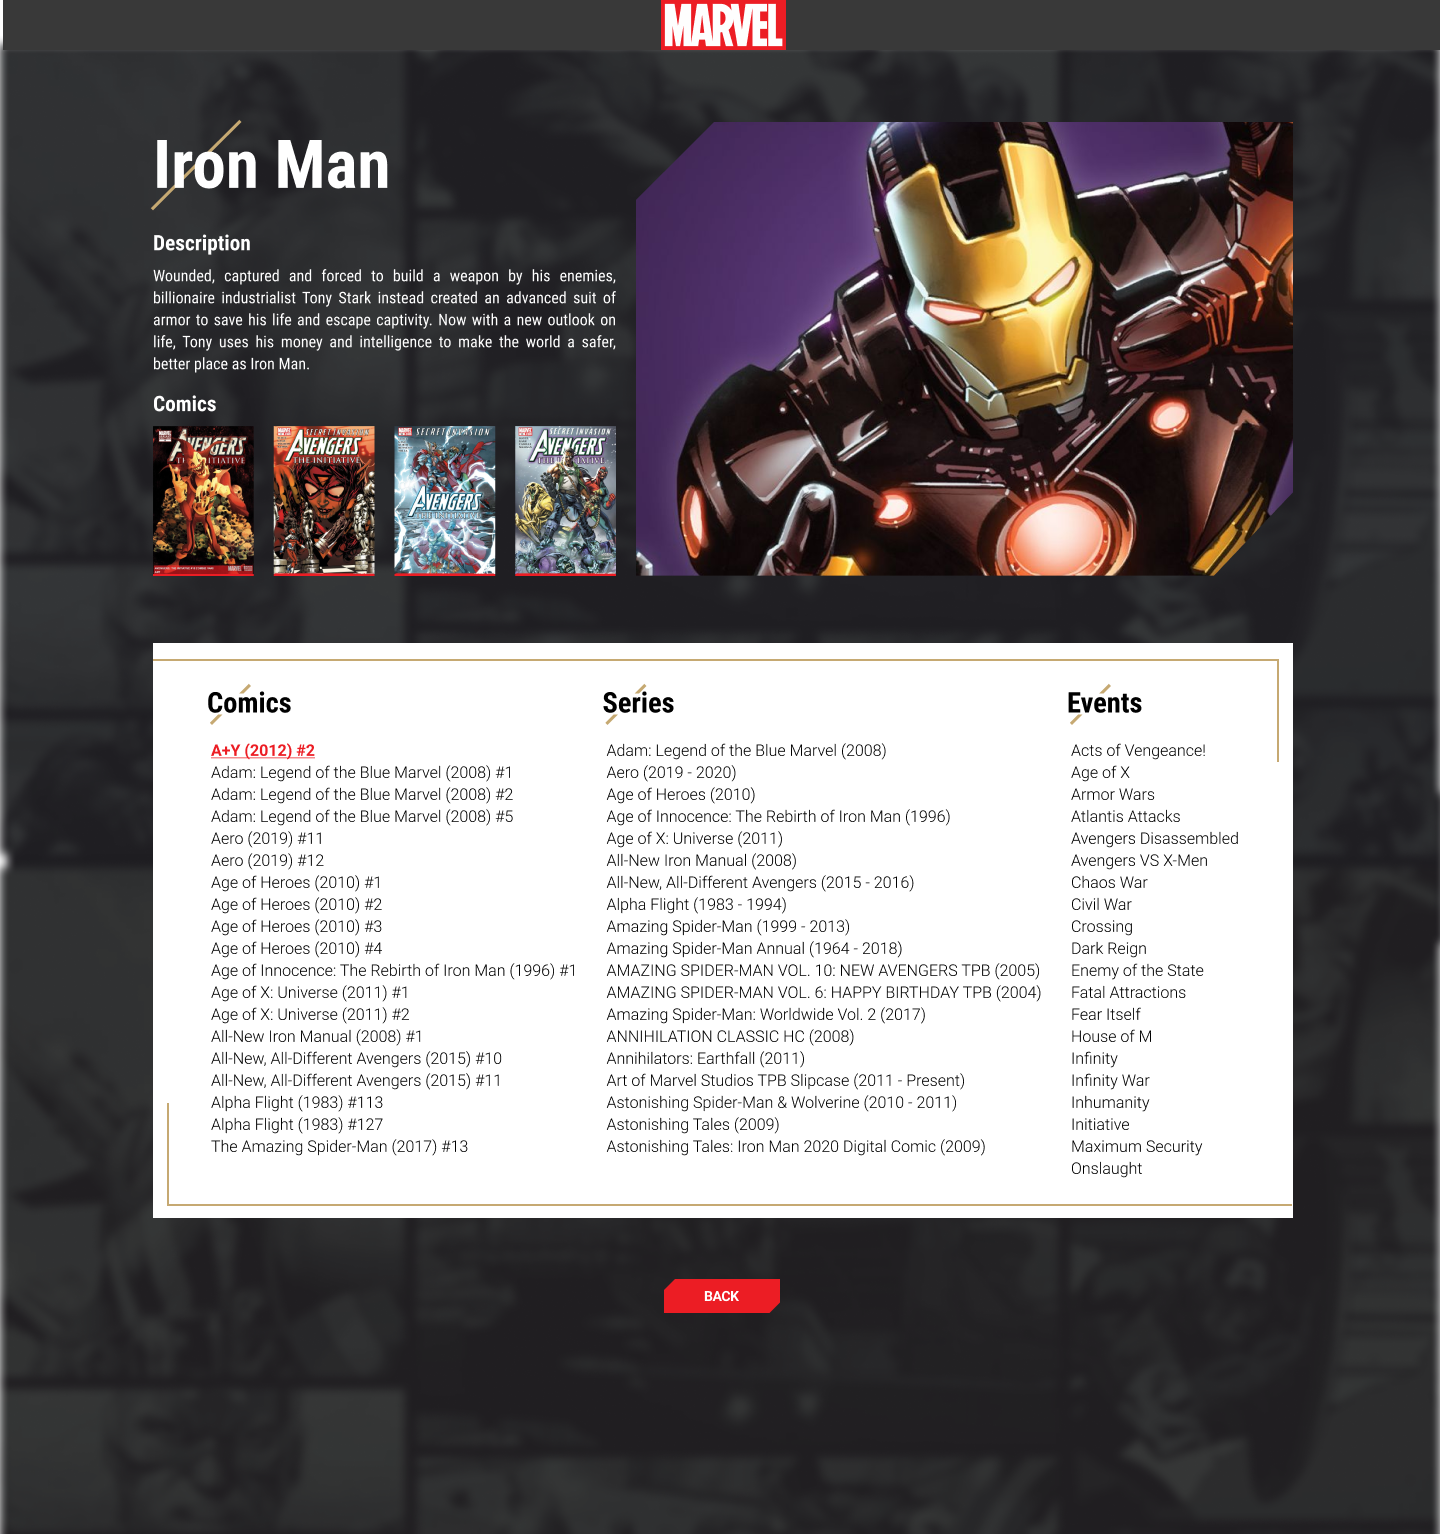 MARVEL
Iron Man
Description
Wounded, captured and forced to build a weapon by his enemies,
billionaire industrialist Tony Stark instead created an advanced suit of
armor to save his life and escape captivity. Now with a new outlook on
life, Tony uses his money and intelligence to make the world a safer,
better place as Iron Man.
Comics
AVENGERS
THE INITIATIVE
SECRET INVASION
AVENGERS
THE INITIATIVE
SECRET INVASION
AVENGERS
THE INITIATIVE
SECRET INVASION
AVENGERS
THE INITIATIVE
Comics
A+Y (2012) #2
Adam: Legend of the Blue Marvel (2008) #1
Adam: Legend of the Blue Marvel (2008) #2
Adam: Legend of the Blue Marvel (2008) #5
Aero (2019) #11
Aero (2019) #12
Age of Heroes (2010) #1
Age of Heroes (2010) #2
Age of Heroes (2010) #3
Age of Heroes (2010) #4
Age of Innocence: The Rebirth of Iron Man (1996) #1
Age of X: Universe (2011) #1
Age of X: Universe (2011) #2
All-New Iron Manual (2008) #1
All-New, All-Different Avengers (2015) #10
All-New, All-Different Avengers (2015) #11
Alpha Flight (1983) #113
Alpha Flight (1983) #127
The Amazing Spider-Man (2017) #13
Series
Adam: Legend of the Blue Marvel (2008)
Aero (2019 - 2020)
Age of Heroes (2010)
Age of Innocence: The Rebirth of Iron Man (1996)
Age of X: Universe (2011)
All-New Iron Manual (2008)
All-New, All-Different Avengers (2015 - 2016)
Alpha Flight (1983 - 1994)
Amazing Spider-Man (1999 - 2013)
Amazing Spider-Man Annual (1964 - 2018)
AMAZING SPIDER-MAN VOL. 10: NEW AVENGERS TPB (2005)
AMAZING SPIDER-MAN VOL. 6: HAPPY BIRTHDAY TPB (2004)
Amazing Spider-Man: Worldwide Vol. 2 (2017)
ANNIHILATION CLASSIC HC (2008)
Annihilators: Earthfall (2011)
Art of Marvel Studios TPB Slipcase (2011 - Present)
Astonishing Spider-Man & Wolverine (2010 - 2011)
Astonishing Tales (2009)
Astonishing Tales: Iron Man 2020 Digital Comic (2009)
Events
Acts of Vengeance!
Age of X
Armor Wars
Atlantis Attacks
Avengers Disassembled
Avengers VS X-Men
Chaos War
Civil War
Crossing
Dark Reign
Enemy of the State
Fatal Attractions
Fear Itself
House of M
Infinity
Infinity War
Inhumanity
Initiative
Maximum Security
Onslaught
BACK